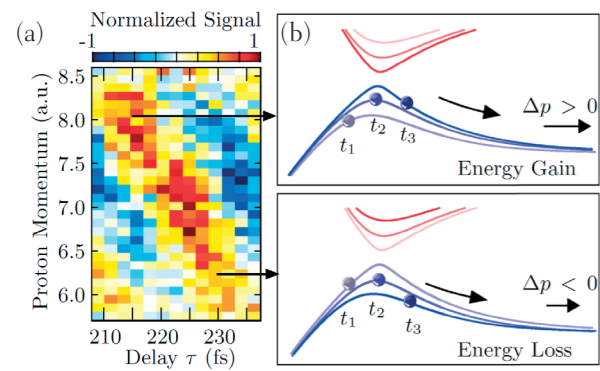 (a)
Normalized Signal
-1 1
Proton Momentum (a.u.)
8.5
8.0
7.5
7.0
6.5
6.0
210 220 230
Delay τ (fs)
(b)
t1 t2 t3
Δp > 0
Energy Gain
t1 t2 t3
Δp < 0
Energy Loss